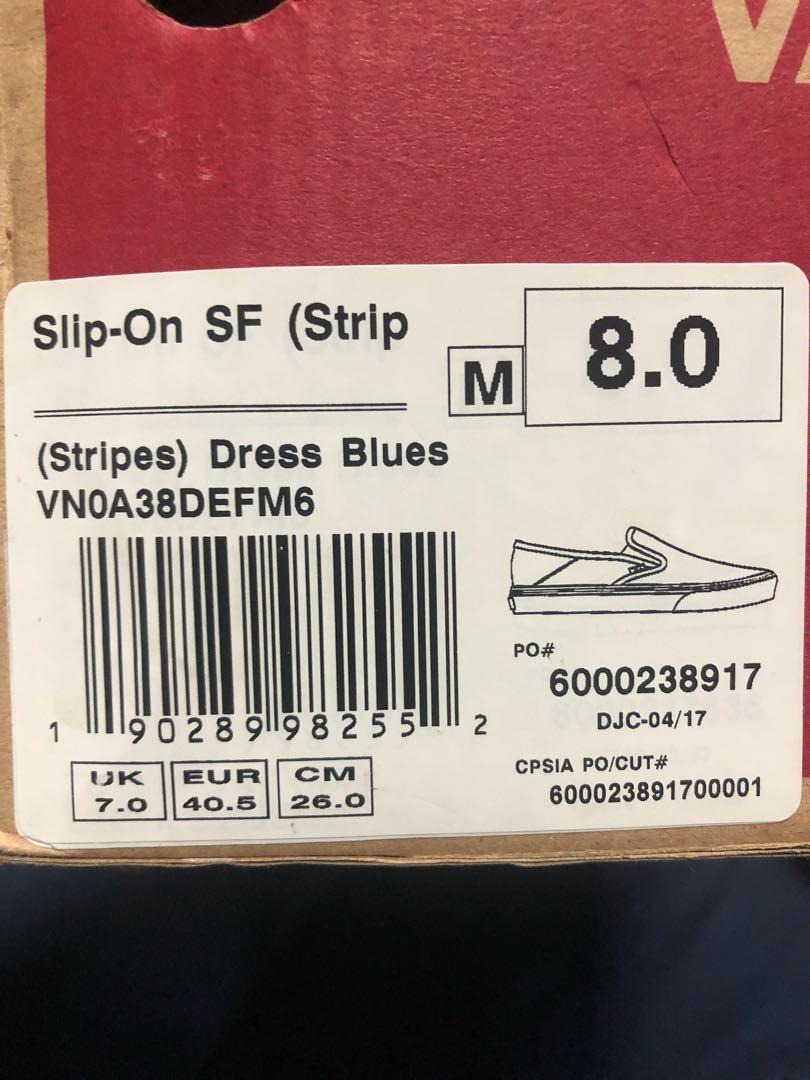 VA
Slip-On SF (Strip
M 8.0
(Stripes) Dress Blues
VN0A38DEFM6
1 90289 98255 2
PO#
6000238917
DJC-04/17
CPSIA PO/CUT#
600023891700001
UK EUR CM
7.0 40.5 26.0